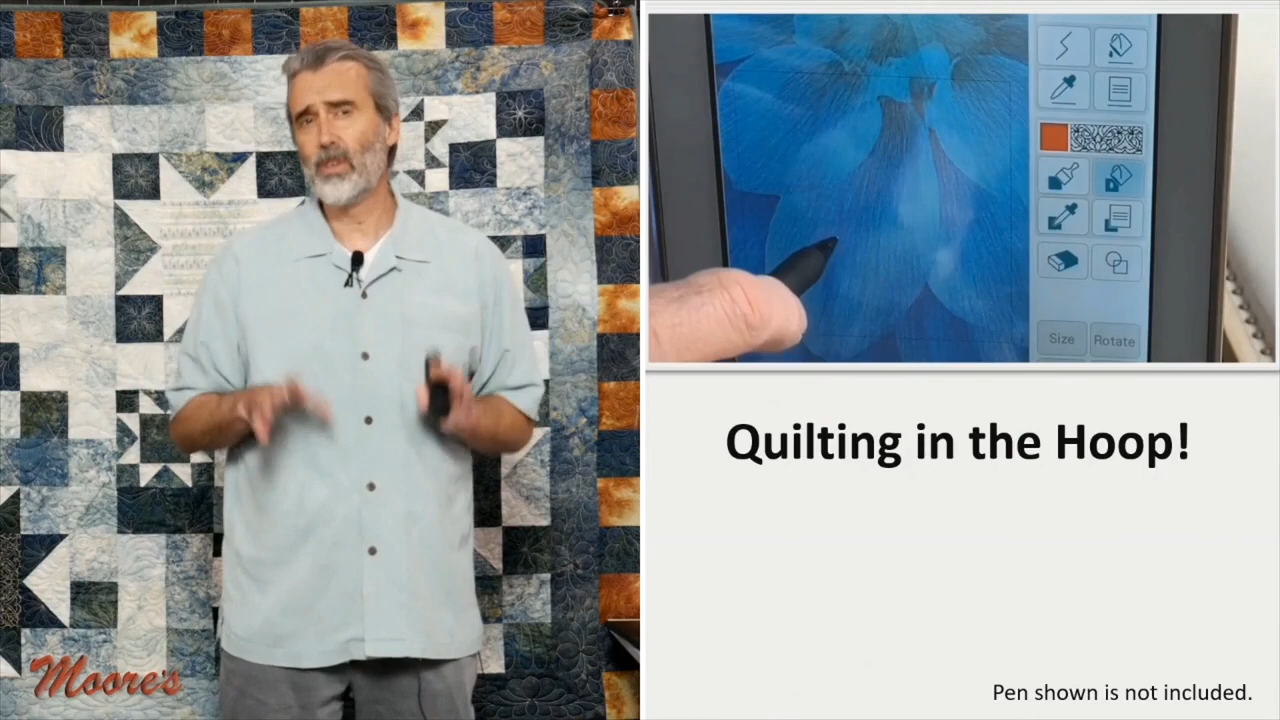 Size Rotate
Quilting in the Hoop!
Moore's
Pen shown is not included.